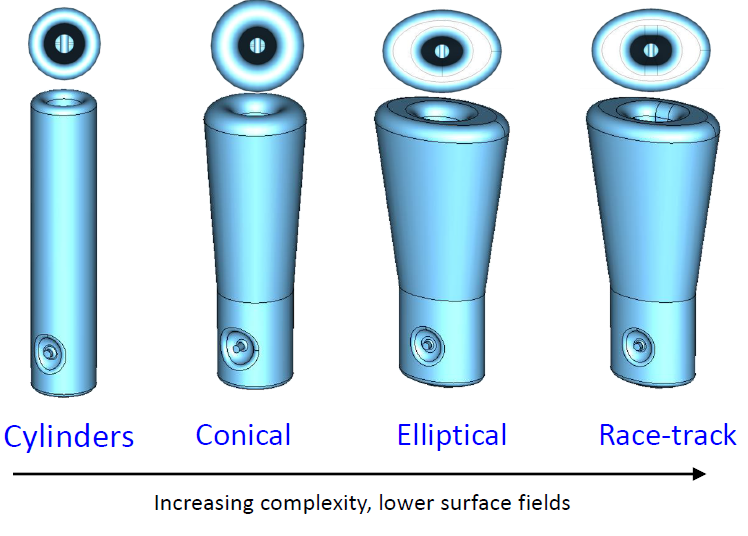 Cylinders
Conical
Elliptical
Race-track
Increasing complexity, lower surface fields